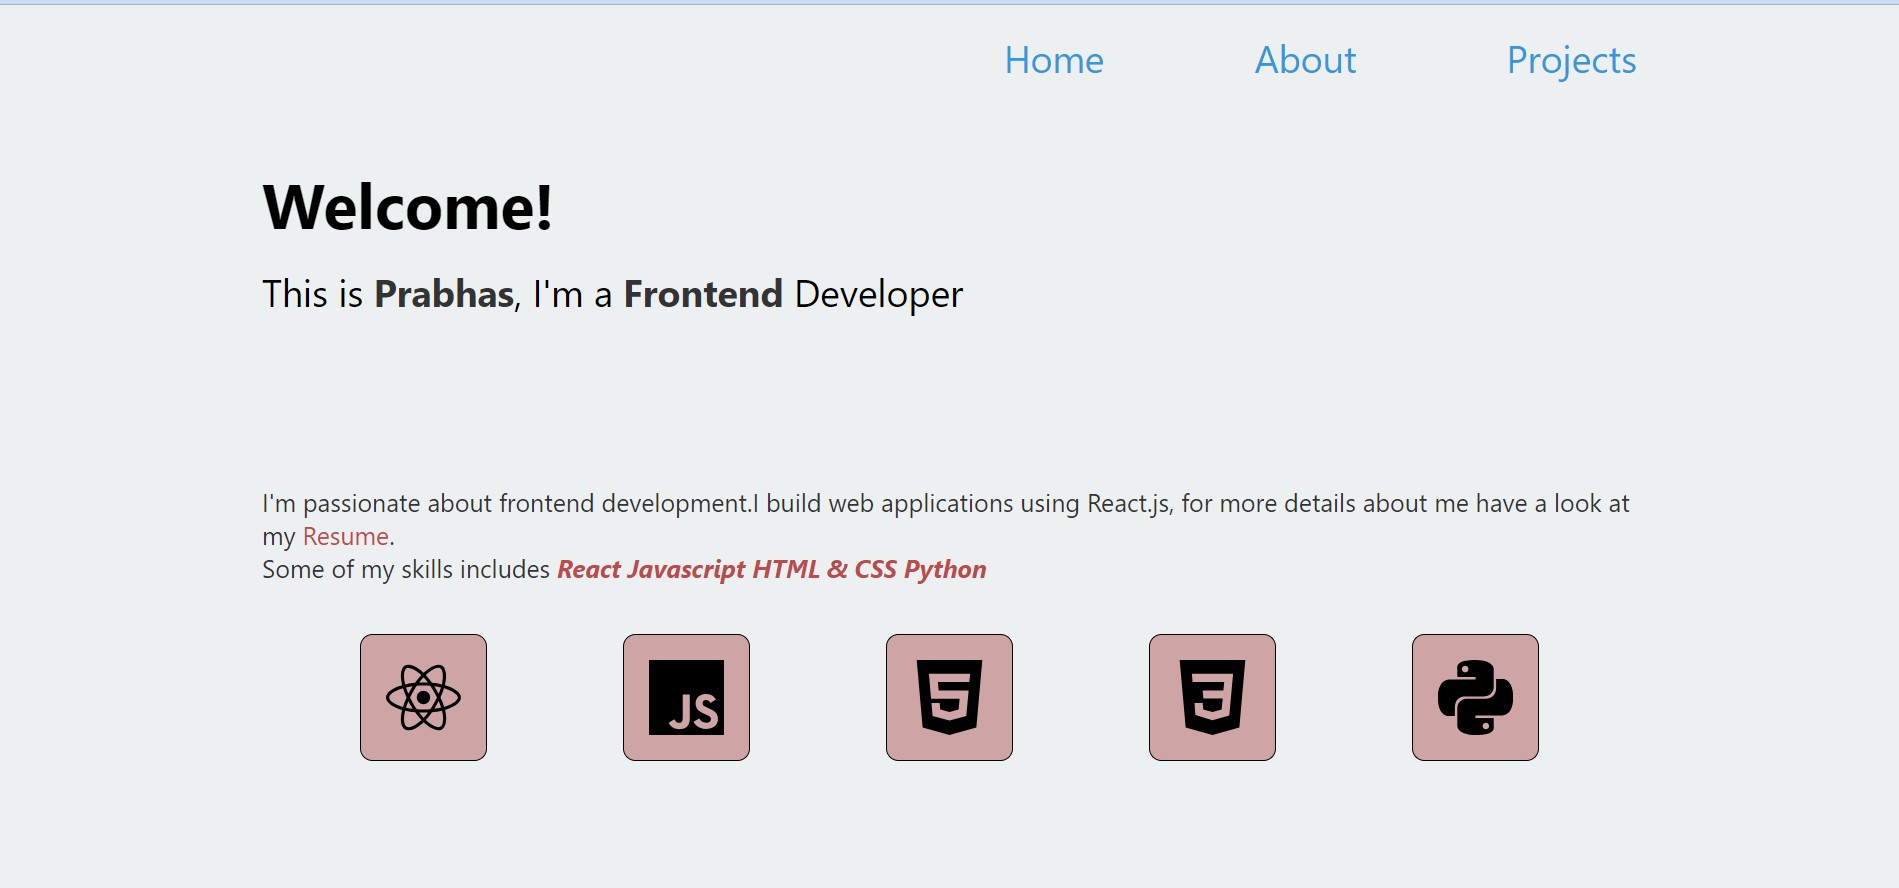 Home About Projects
Welcome!
This is Prabhas, I'm a Frontend Developer
I'm passionate about frontend development.I build web applications using React.js, for more details about me have a look at
my Resume.
Some of my skills includes React Javascript HTML & CSS Python
JS 5 3